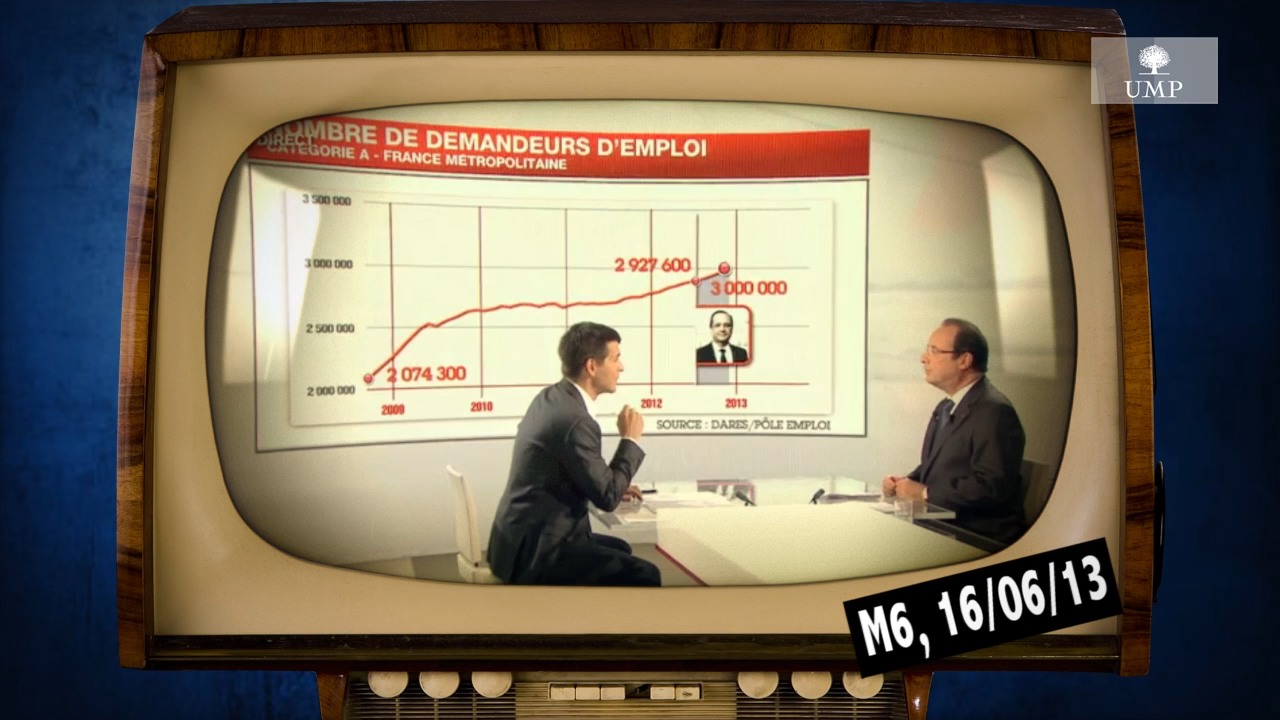 UMP
NOMBRE DE DEMANDEURS D'EMPLOI
DIRECT
CATÉGORIE A - FRANCE MÉTROPOLITAINE
3 500 000
3 000 000
2 927 600
3 000 000
2 500 000
2 074 300
2 000 000
2009 2010 2012 2013
SOURCE : DARES/PÔLE EMPLOI
M6, 16/06/13